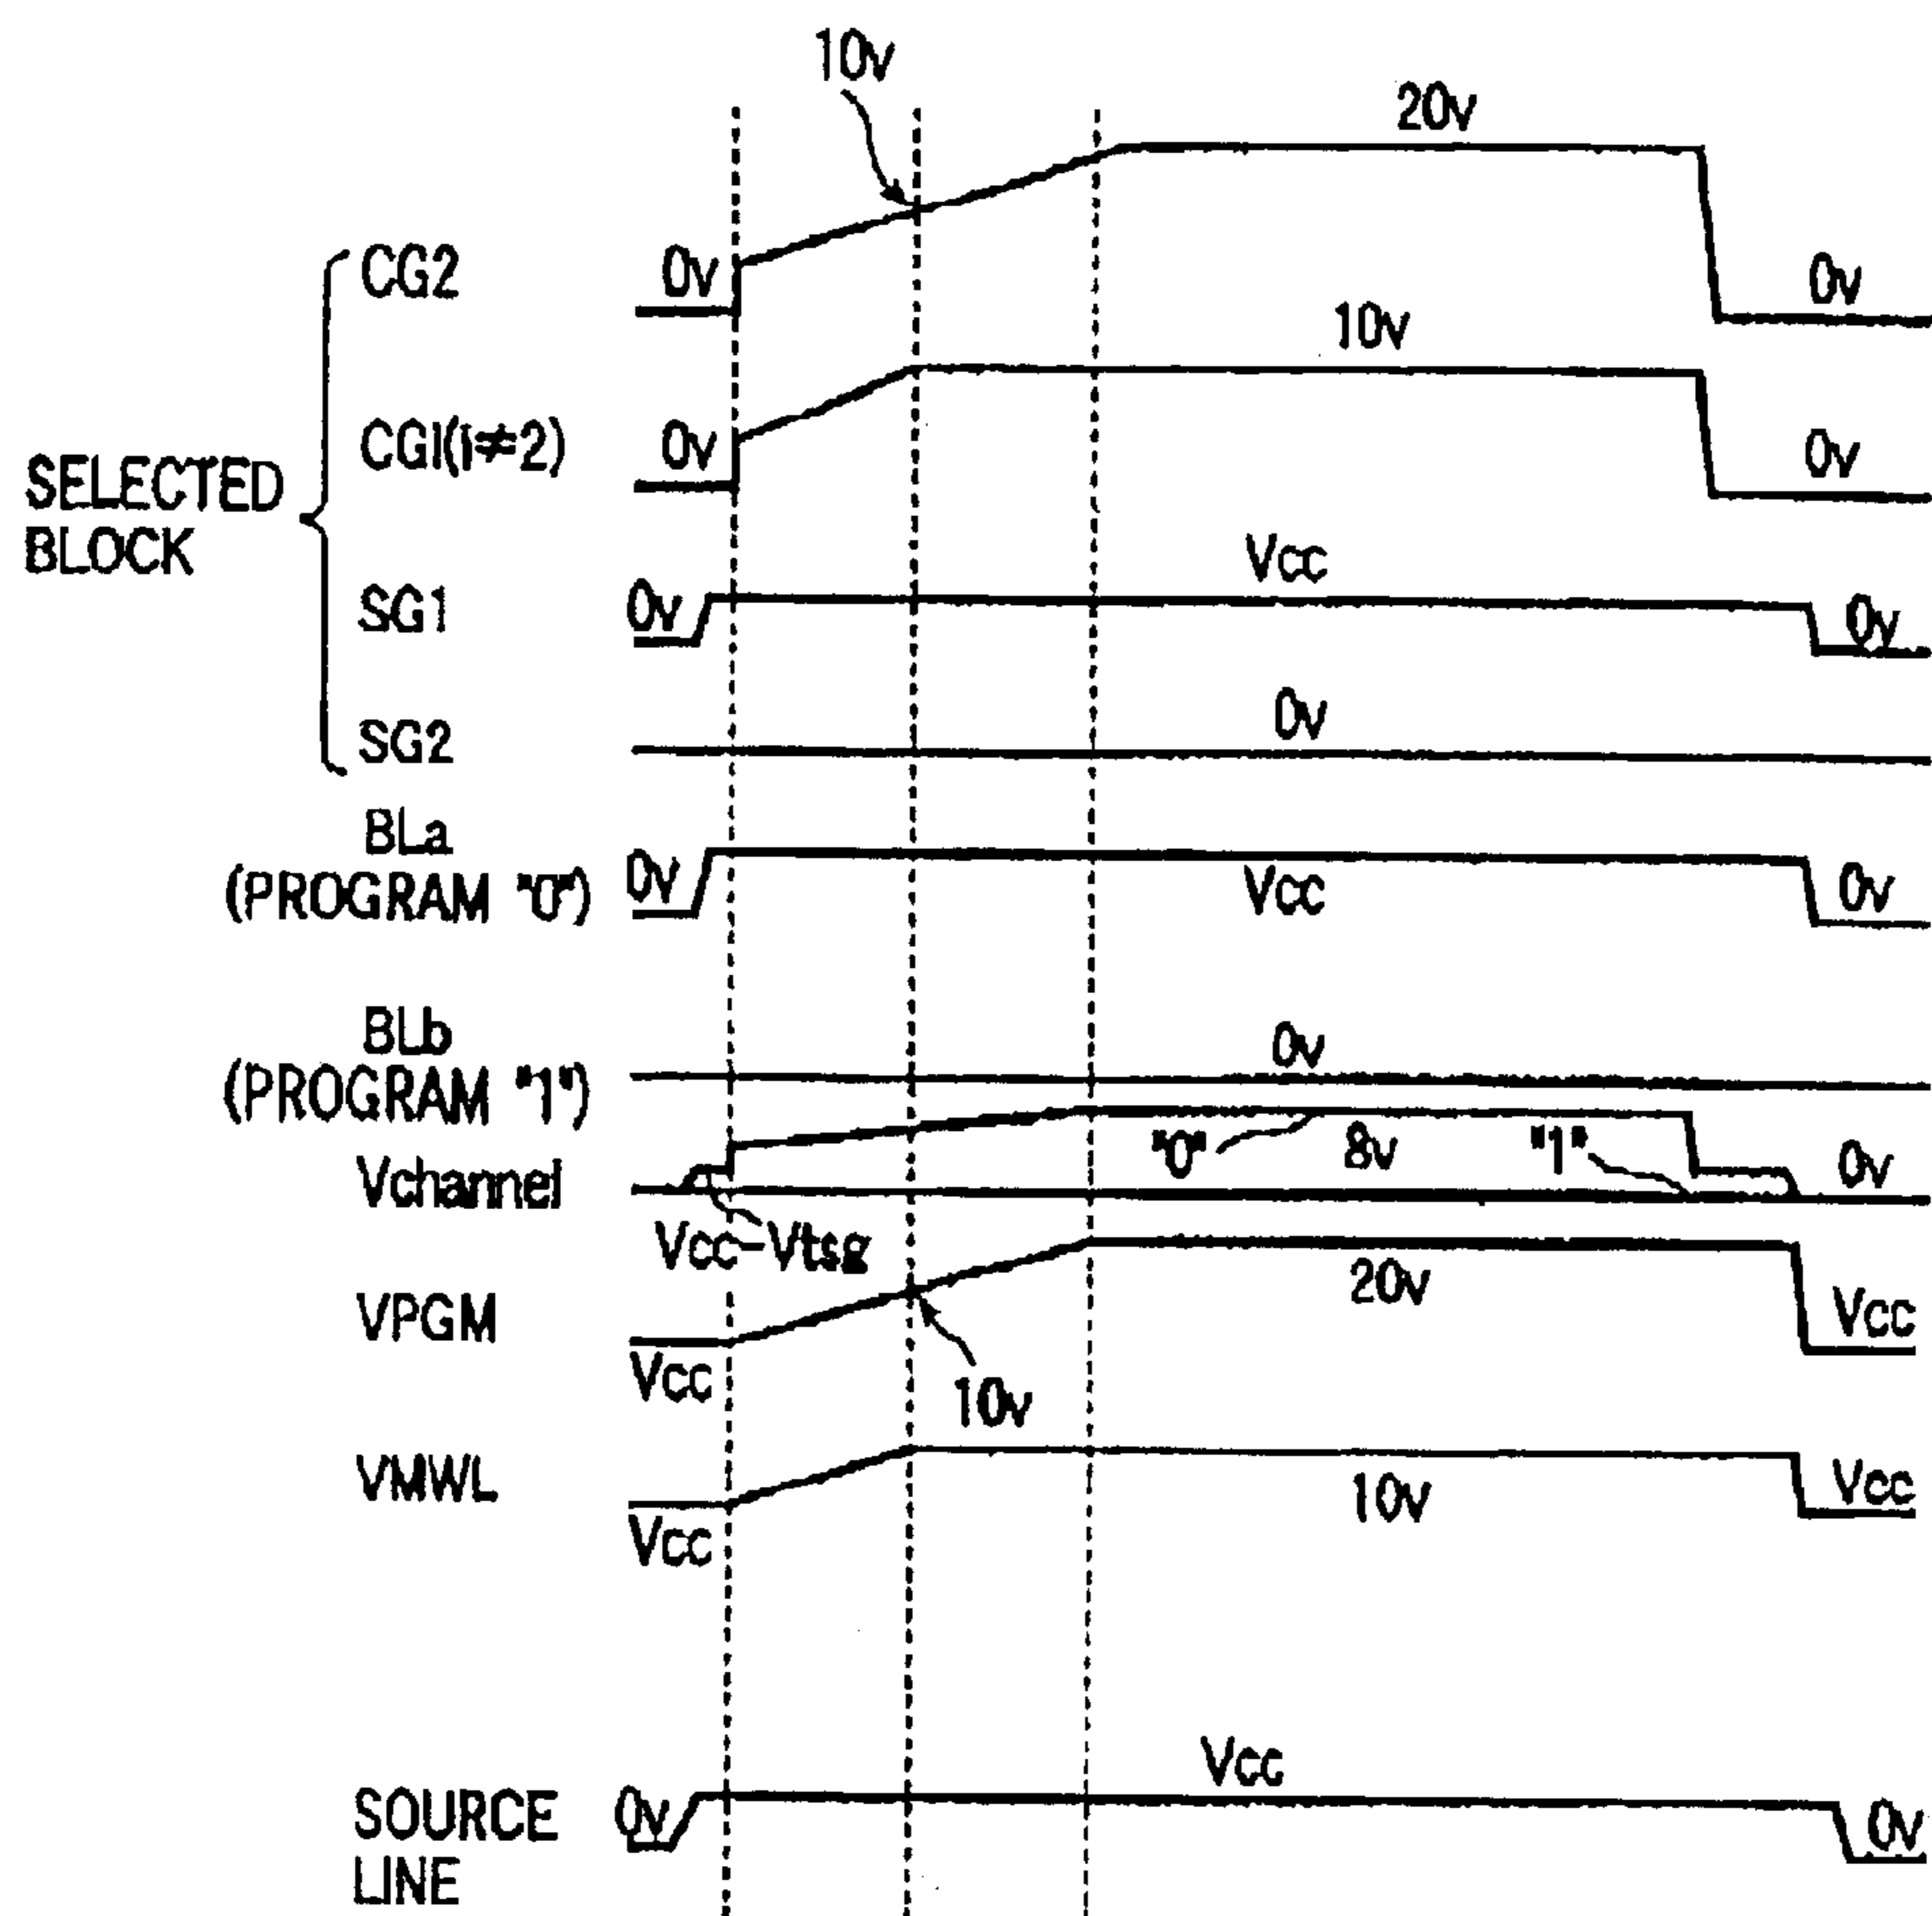 10v
20v
CG2 0v 0v
10v
CGi(i≠2) 0v 0v
SELECTED
BLOCK
Vcc
SG1 0v 0v
SG2 0v
BLa
(PROGRAM "0") 0v Vcc 0v
BLb 0v
(PROGRAM "1")
Vchannel "0" 8v "1" 0v
Vcc-Vtsg
VPGM 20v Vcc
Vcc 10v
VMWL 10v Vcc
Vcc
Vcc
SOURCE 0v 0v
LINE